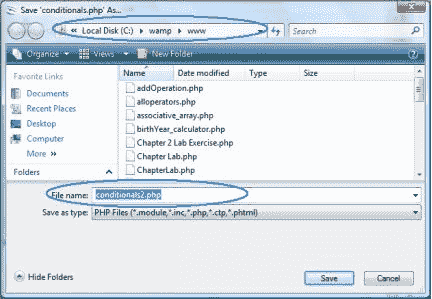 Save 'conditionals.php' As...
« Local Disk (C:) ▸ wamp ▸ www
Search
Organize Views New Folder
Favorite Links
Documents
Recent Places
Desktop
Computer
More »
Folders
Name Date modified Type Size
addOperation.php
alloperators.php
associative_array.php
birthYear_calculator.php
Chapter 2 Lab Exercise.php
Chapter Lab.php
ChapterLab.php
File name: conditionals2.php
Save as type: PHP Files (*.module,*.inc,*.php,*.ctp,*.phtml)
Hide Folders
Save
Cancel